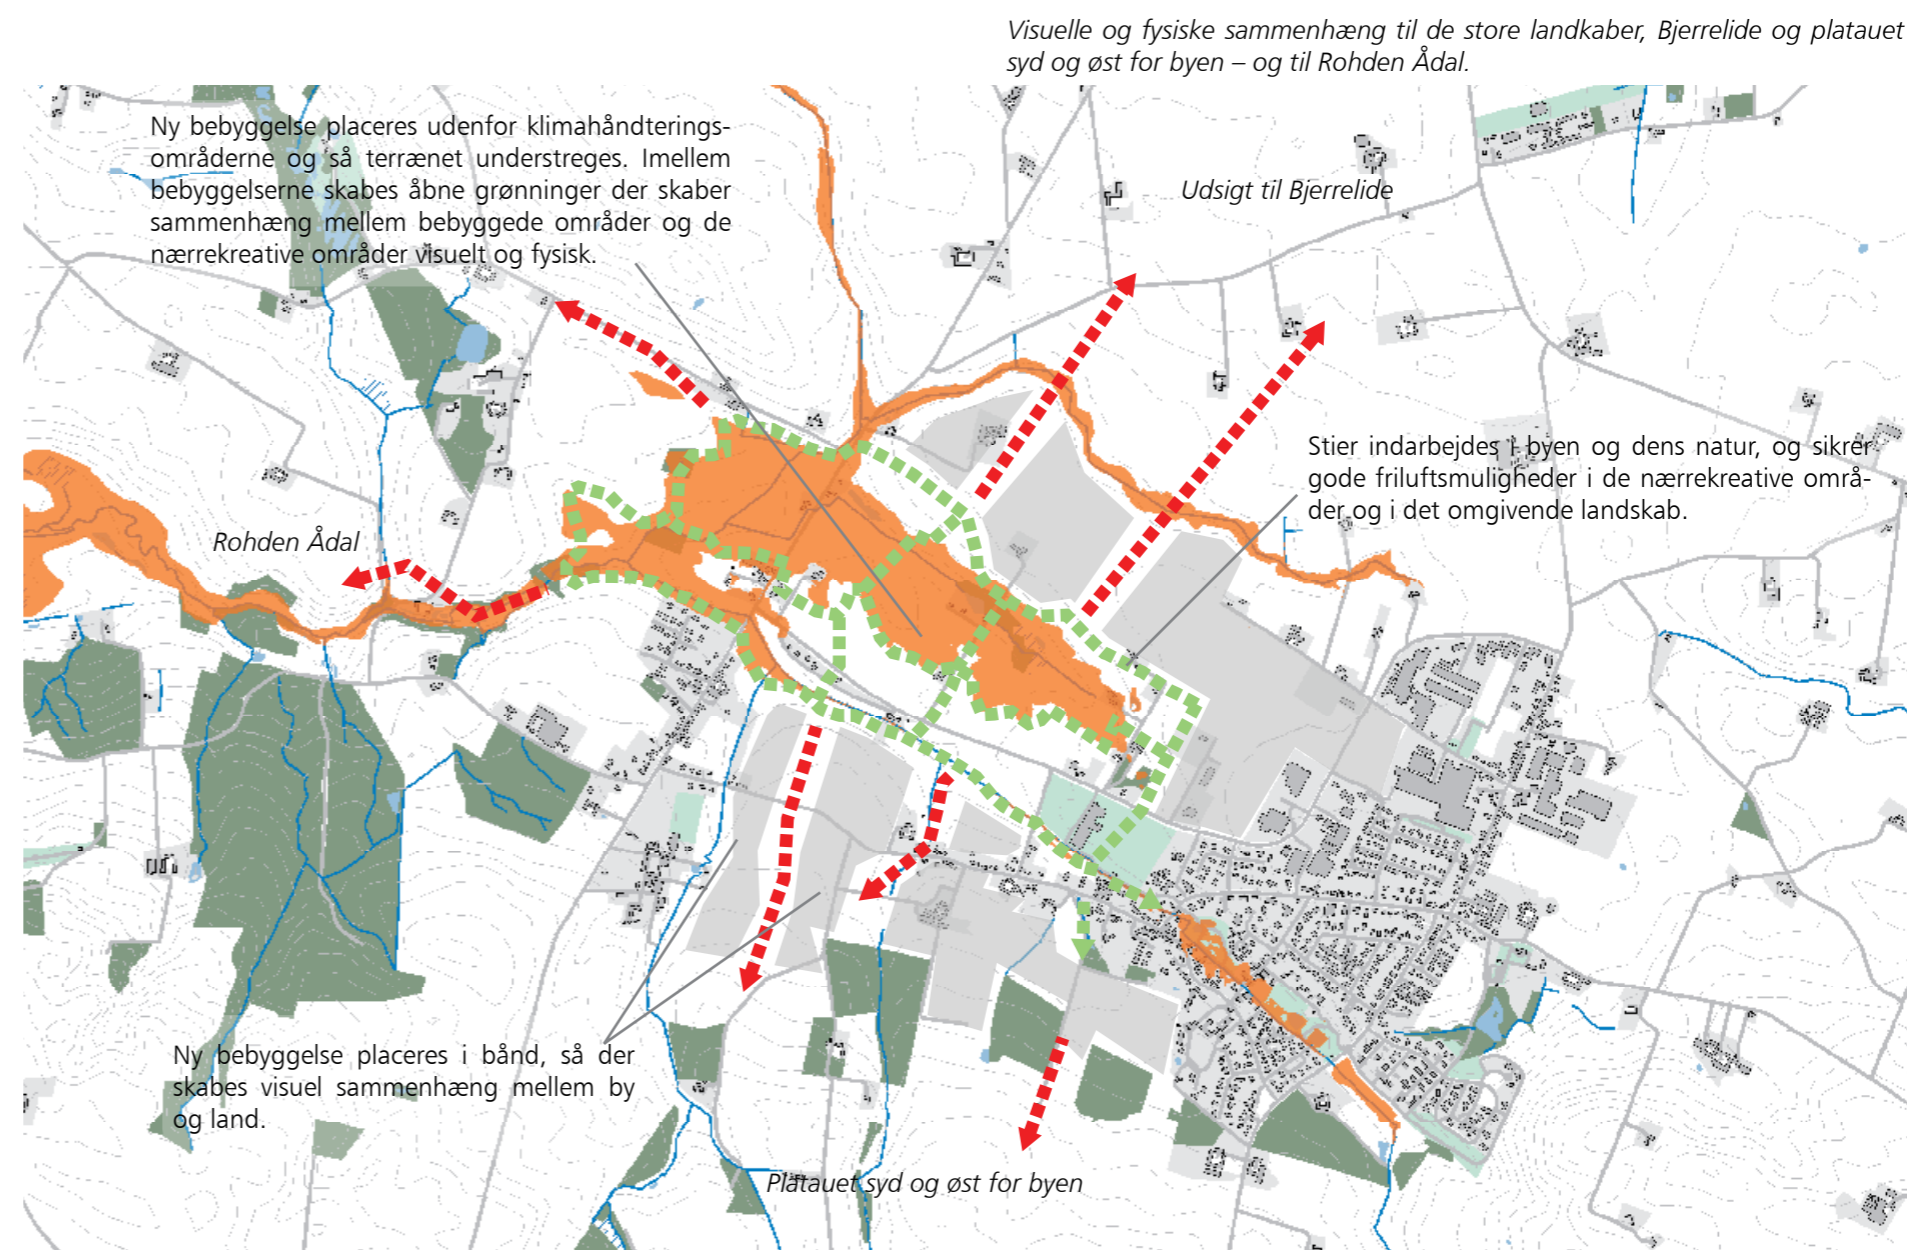 Visuelle og fysiske sammenhæng til de store landkaber, Bjerrelide og platauet
syd og øst for byen – og til Rohden Ådal.
Ny bebyggelse placeres udenfor klimahåndterings-
områderne og så terrænet understreges. Imellem
bebyggelserne skabes åbne grønninger der skaber
sammenhæng mellem bebyggede områder og de
nærrekreative områder visuelt og fysisk.
Udsigt til Bjerrelide
Stier indarbejdes i byen og dens natur, og sikrer
gode friluftsmuligheder i de nærrekreative områ-
der og i det omgivende landskab.
Rohden Ådal
Ny bebyggelse placeres i bånd, så der
skabes visuel sammenhæng mellem by
og land.
Platauet syd og øst for byen